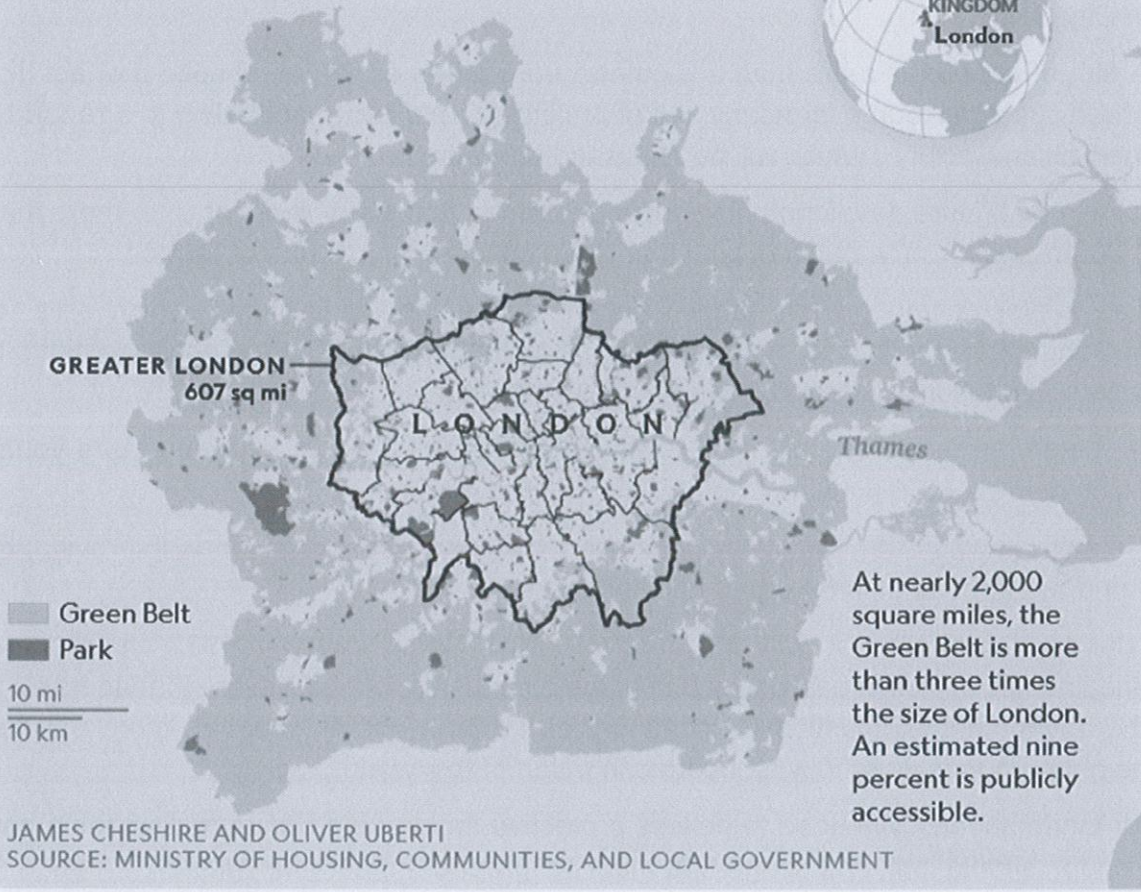 KINGDOM
London
GREATER LONDON
607 sq mi
LONDON
Thames
Green Belt
Park
10 mi
10 km
At nearly 2,000
square miles, the
Green Belt is more
than three times
the size of London.
An estimated nine
percent is publicly
accessible.
JAMES CHESHIRE AND OLIVER UBERTI
SOURCE: MINISTRY OF HOUSING, COMMUNITIES, AND LOCAL GOVERNMENT